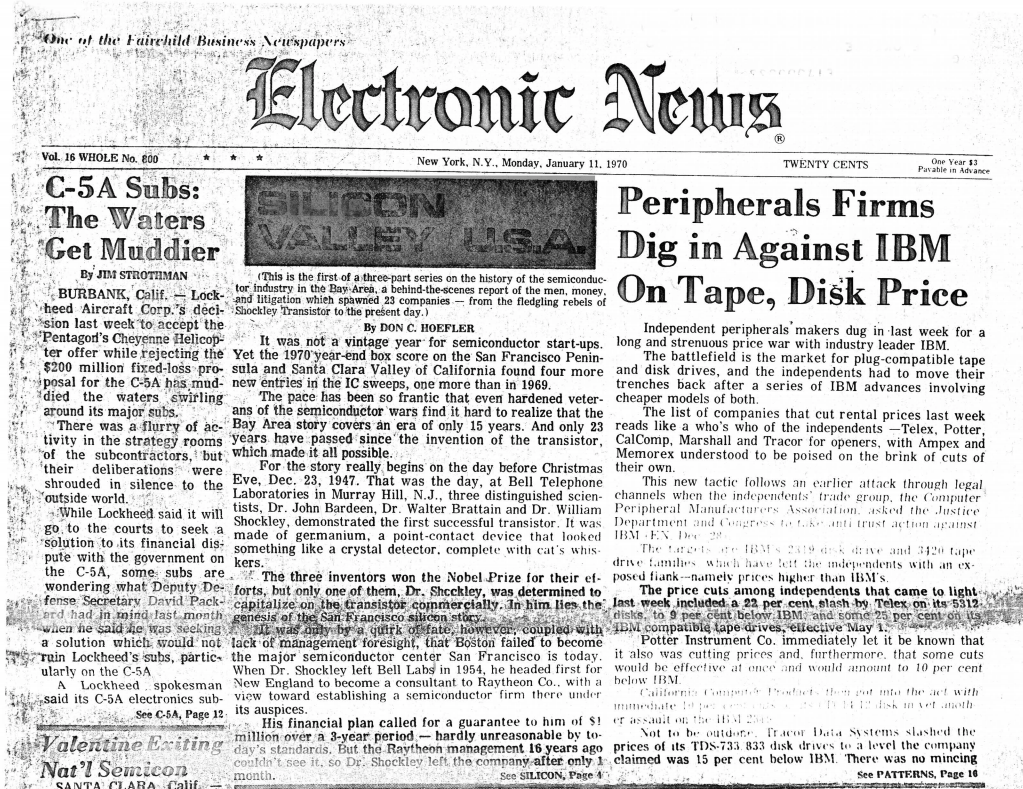 One of the Fairchild Business Newspapers
Electronic News
®
Vol. 16 WHOLE No. 800 * * *
New York, N.Y., Monday, January 11, 1970
TWENTY CENTS
One Year $3
Payable in Advance
C-5A Subs:
The Waters
Get Muddier
By JIM STROTHMAN
BURBANK, Calif. — Lock-
heed Aircraft Corp.'s deci-
sion last week to accept the
Pentagon's Cheyenne Helicop-
ter offer while rejecting the
$200 million fixed-loss pro-
posal for the C-5A has mud-
died the waters swirling
around its major subs.
There was a flurry of ac-
tivity in the strategy rooms
of the subcontractors, but
their deliberations were
shrouded in silence to the
outside world.
While Lockheed said it will
go to the courts to seek a
solution to its financial dis-
pute with the government on
the C-5A, some subs are
wondering what Deputy De-
fense Secretary David Pack-
ard had in mind last month
when he said he was seeking
a solution which would not
ruin Lockheed's subs, partic-
ularly on the C-5A
A Lockheed spokesman
said its C-5A electronics sub-
See C-5A, Page 12
Valentine Exiting
Nat'l Semicon
SANTA CLARA, Calif. —
SILICON
VALLEY U.S.A.
(This is the first of a three-part series on the history of the semiconduc-
tor industry in the Bay Area, a behind-the-scenes report of the men, money,
and litigation which spawned 23 companies — from the fledgling rebels of
Shockley Transistor to the present day.)
By DON C. HOEFLER
It was not a vintage year for semiconductor start-ups.
Yet the 1970 year-end box score on the San Francisco Penin-
sula and Santa Clara Valley of California found four more
new entries in the IC sweeps, one more than in 1969.
The pace has been so frantic that even hardened veter-
ans of the semiconductor wars find it hard to realize that the
Bay Area story covers an era of only 15 years. And only 23
years have passed since the invention of the transistor,
which made it all possible.
For the story really begins on the day before Christmas
Eve, Dec. 23, 1947. That was the day, at Bell Telephone
Laboratories in Murray Hill, N.J., three distinguished scien-
tists, Dr. John Bardeen, Dr. Walter Brattain and Dr. William
Shockley, demonstrated the first successful transistor. It was
made of germanium, a point-contact device that looked
something like a crystal detector, complete with cat's whis-
kers.
The three inventors won the Nobel Prize for their ef-
forts, but only one of them, Dr. Shockley, was determined to
capitalize on the transistor commercially. In him lies the
genesis of the San Francisco silicon story.
It was only by a quirk of fate, however, coupled with
lack of management foresight, that Boston failed to become
the major semiconductor center San Francisco is today.
When Dr. Shockley left Bell Labs in 1954, he headed first for
New England to become a consultant to Raytheon Co., with a
view toward establishing a semiconductor firm there under
its auspices.
His financial plan called for a guarantee to him of $1
million over a 3-year period — hardly unreasonable by to-
day's standards. But the Raytheon management 16 years ago
couldn't see it, so Dr. Shockley left the company after only 1
month.
See SILICON, Page 4
Peripherals Firms
Dig in Against IBM
On Tape, Disk Price
Independent peripherals makers dug in last week for a
long and strenuous price war with industry leader IBM.
The battlefield is the market for plug-compatible tape
and disk drives, and the independents had to move their
trenches back after a series of IBM advances involving
cheaper models of both.
The list of companies that cut rental prices last week
reads like a who's who of the independents —Telex, Potter,
CalComp, Marshall and Tracor for openers, with Ampex and
Memorex understood to be poised on the brink of cuts of
their own.
This new tactic follows an earlier attack through legal
channels when the independents' trade group, the Computer
Peripheral Manufacturers Association, asked the Justice
Department and Congress to take anti trust action against
IBM (EN, Dec. 28
The targets are IBM's 2319 disk drive and 3420 tape
drive families which have left the independents with an ex-
posed flank—namely prices higher than IBM's.
The price cuts among independents that came to light
last week included a 22 per cent slash by Telex on its 5312
disks, to 9 per cent below IBM, and some 25 per cent on its
IBM compatible tape drives, effective May 1.
Potter Instrument Co. immediately let it be known that
it also was cutting prices and, furthermore, that some cuts
would be effective at once and would amount to 10 per cent
below IBM.
California Computer Products then got into the act with
immediate per cent cuts disk in yet anoth-
er assault on the IBM
Not to be outdone, Tracor Data Systems slashed the
prices of its TDS-733 833 disk drives to a level the company
claimed was 15 per cent below IBM. There was no mincing
See PATTERNS, Page 16